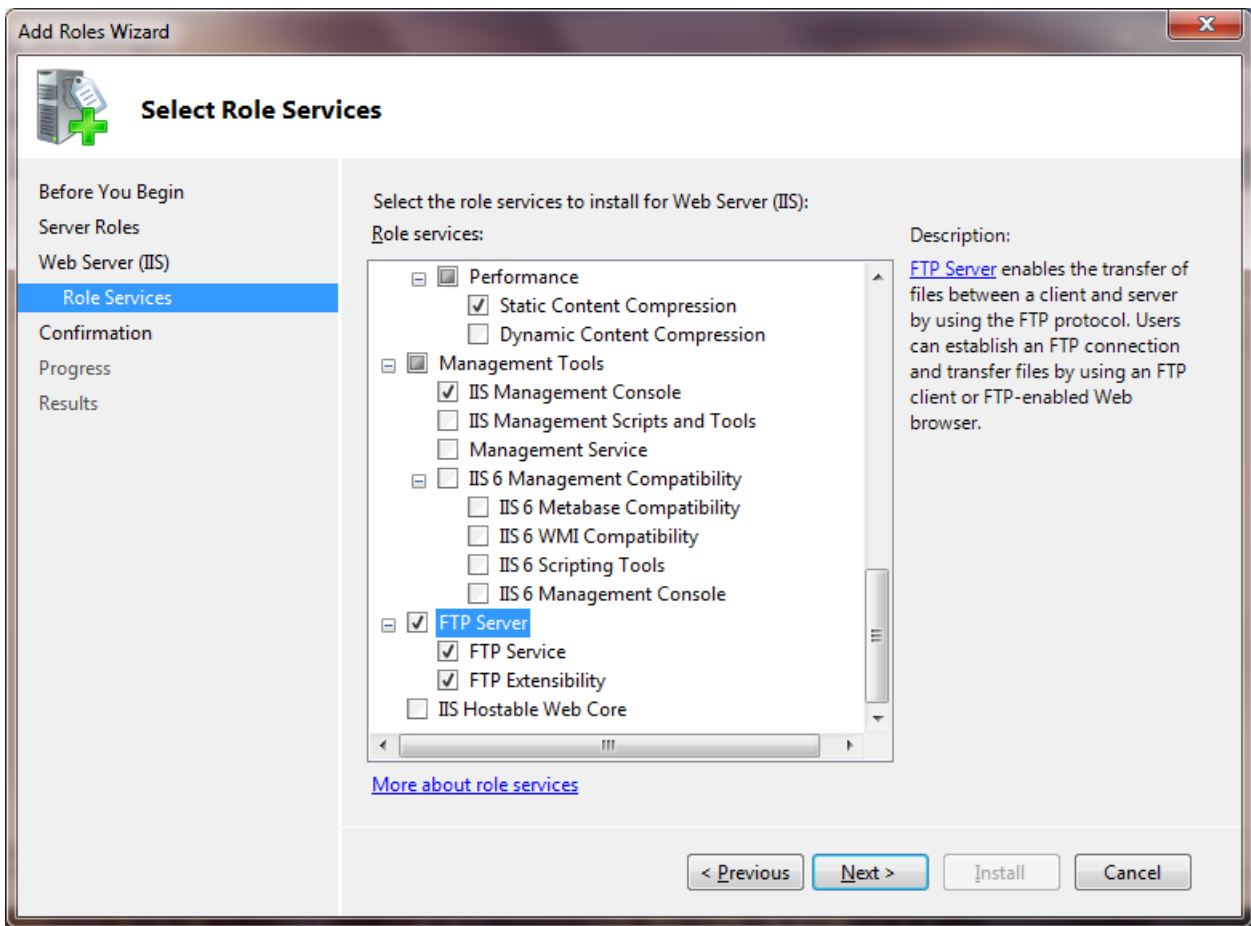 Add Roles Wizard
Select Role Services
Before You Begin
Server Roles
Web Server (IIS)
Role Services
Confirmation
Progress
Results
Select the role services to install for Web Server (IIS):
Role services:
Performance
Static Content Compression
Dynamic Content Compression
Management Tools
IIS Management Console
IIS Management Scripts and Tools
Management Service
IIS 6 Management Compatibility
IIS 6 Metabase Compatibility
IIS 6 WMI Compatibility
IIS 6 Scripting Tools
IIS 6 Management Console
FTP Server
FTP Service
FTP Extensibility
IIS Hostable Web Core
More about role services
Description:
FTP Server enables the transfer of
files between a client and server
by using the FTP protocol. Users
can establish an FTP connection
and transfer files by using an FTP
client or FTP-enabled Web
browser.
< Previous
Next >
Install
Cancel